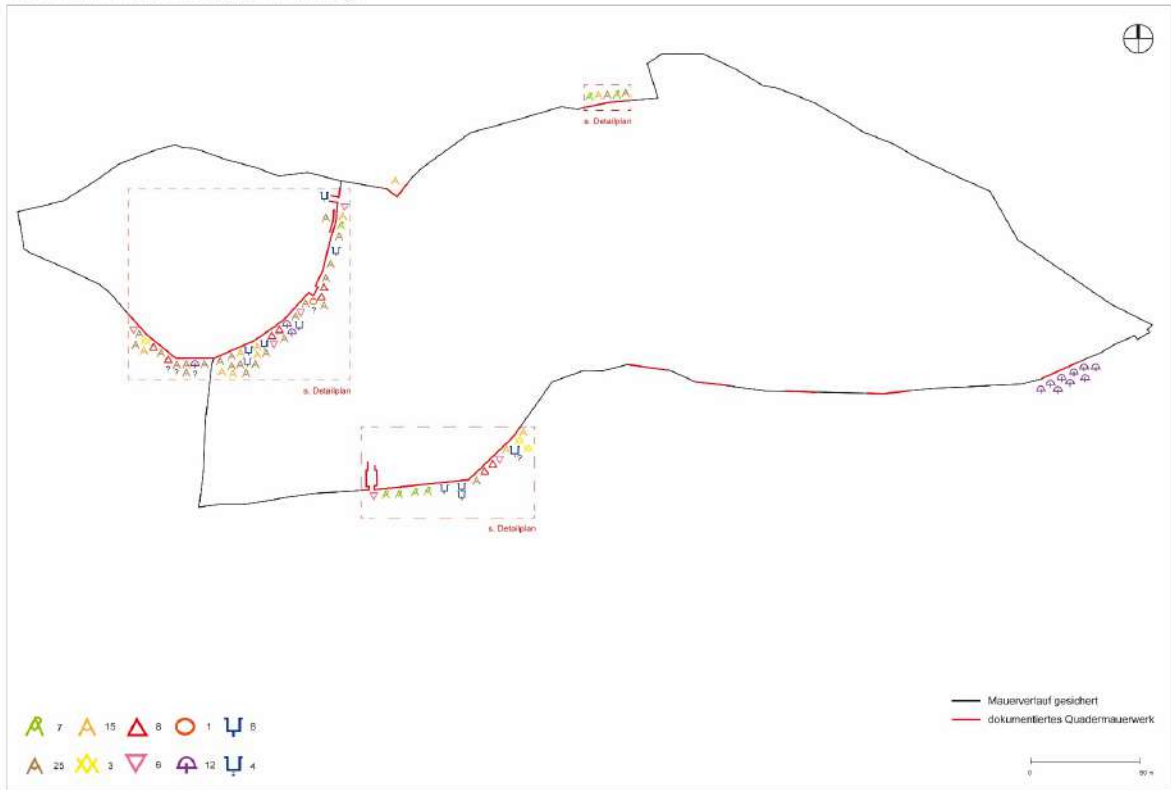 s. Detailplan
s. Detailplan
s. Detailplan
7 15 8 1 6
25 3 6 12 4
Mauerverlauf gesichert
dokumentiertes Quadermauerwerk
0